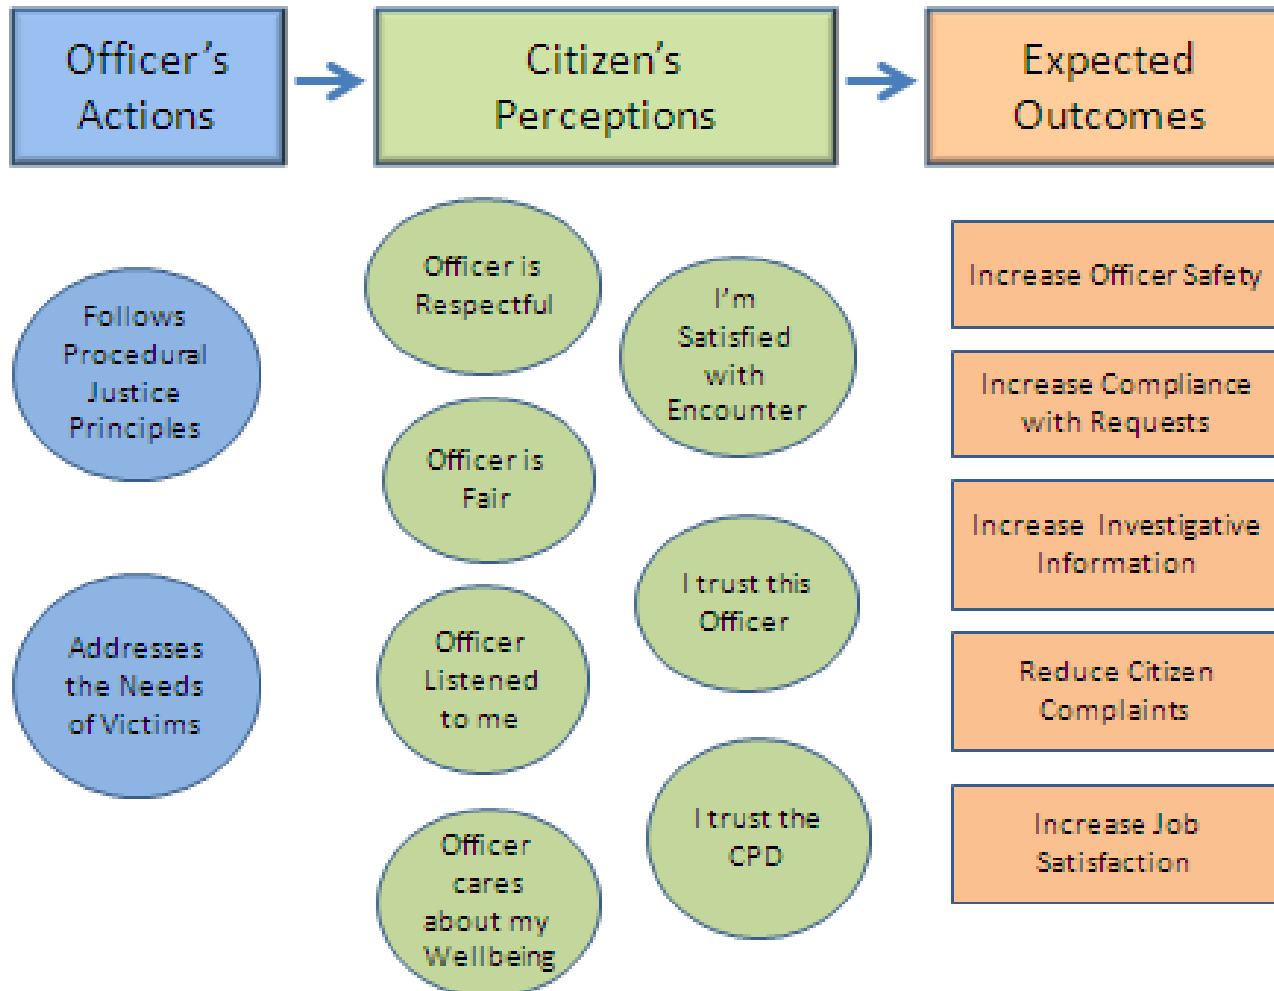 Officer's
Actions
Citizen's
Perceptions
Expected
Outcomes
Follows
Procedural
Justice
Principles
Addresses
the Needs
of Victims
Officer is
Respectful
Officer is
Fair
Officer
Listened
to me
Officer
cares
about my
Wellbeing
I'm
Satisfied
with
Encounter
I trust this
Officer
I trust the
CPD
Increase Officer Safety
Increase Compliance
with Requests
Increase Investigative
Information
Reduce Citizen
Complaints
Increase Job
Satisfaction